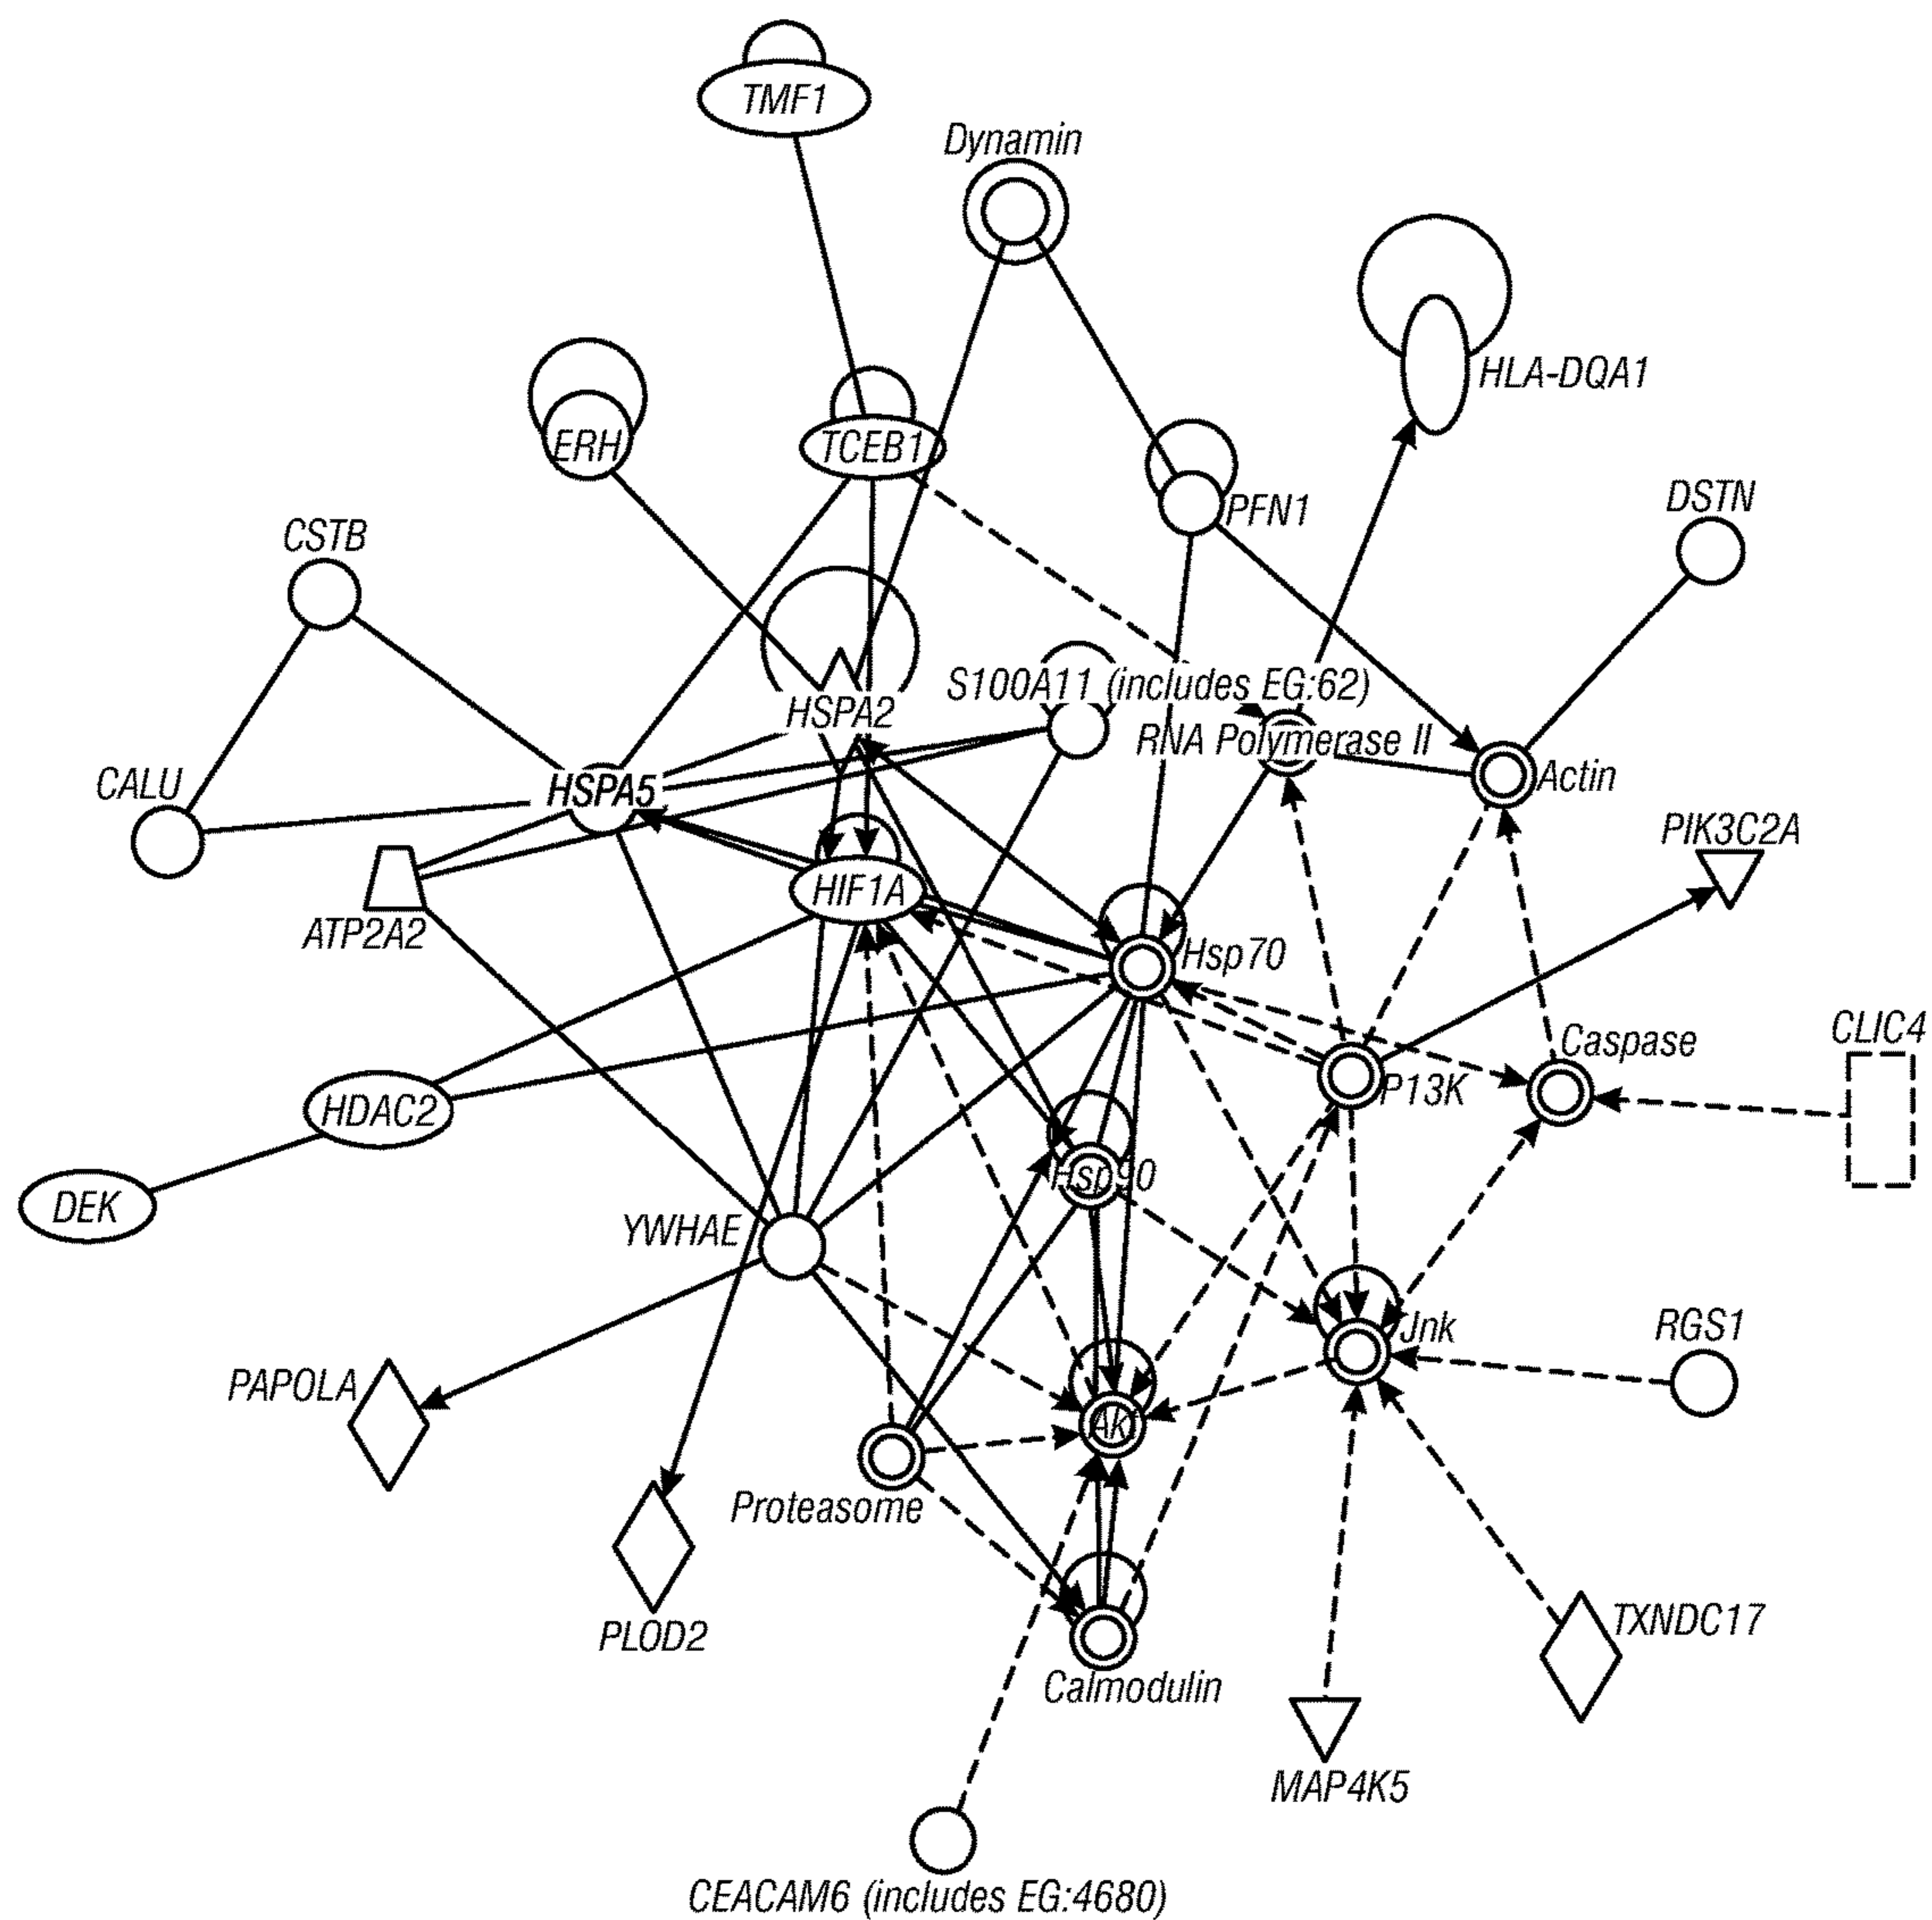 TMF1
Dynamin
HLA-DQA1
ERH
TCEB1
PFN1
DSTN
CSTB
S100A11 (includes EG:62)
HSPA2
RNA Polymerase II
Actin
CALU
HSPA5
PIK3C2A
HIF1A
ATP2A2
Hsp70
CLIC4
Caspase
P13K
HDAC2
Hsp90
DEK
YWHAE
Jnk
RGS1
PAPOLA
Akt
Proteasome
PLOD2
TXNDC17
Calmodulin
MAP4K5
CEACAM6 (includes EG:4680)